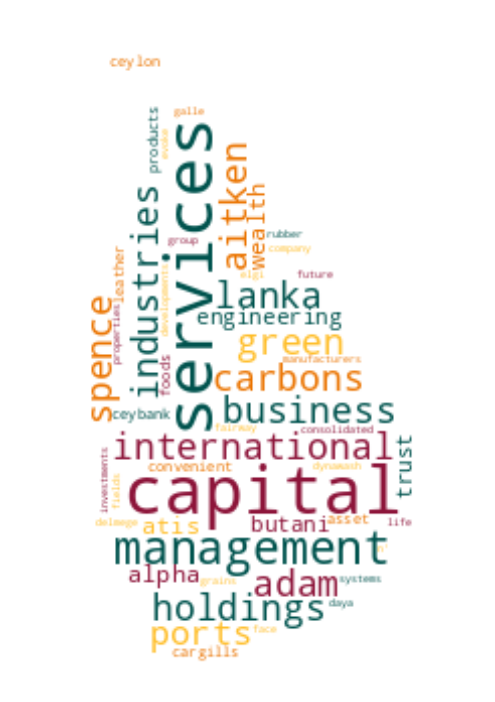 ceylon
galle
products
evoke
services
aitken
wealth
industries
rubber
group
company
leather
developments
elgi
future
lanka
engineering
properties
spence
green
manufacturers
foods
carbons
ceybank
business
fairway
consolidated
international
trust
investments
convenient
dynawash
fields
capital
delmege
atis
butani
asset
life
management
n'
alpha
grains
adam
systems
holdings
daya
ports
face
cargills